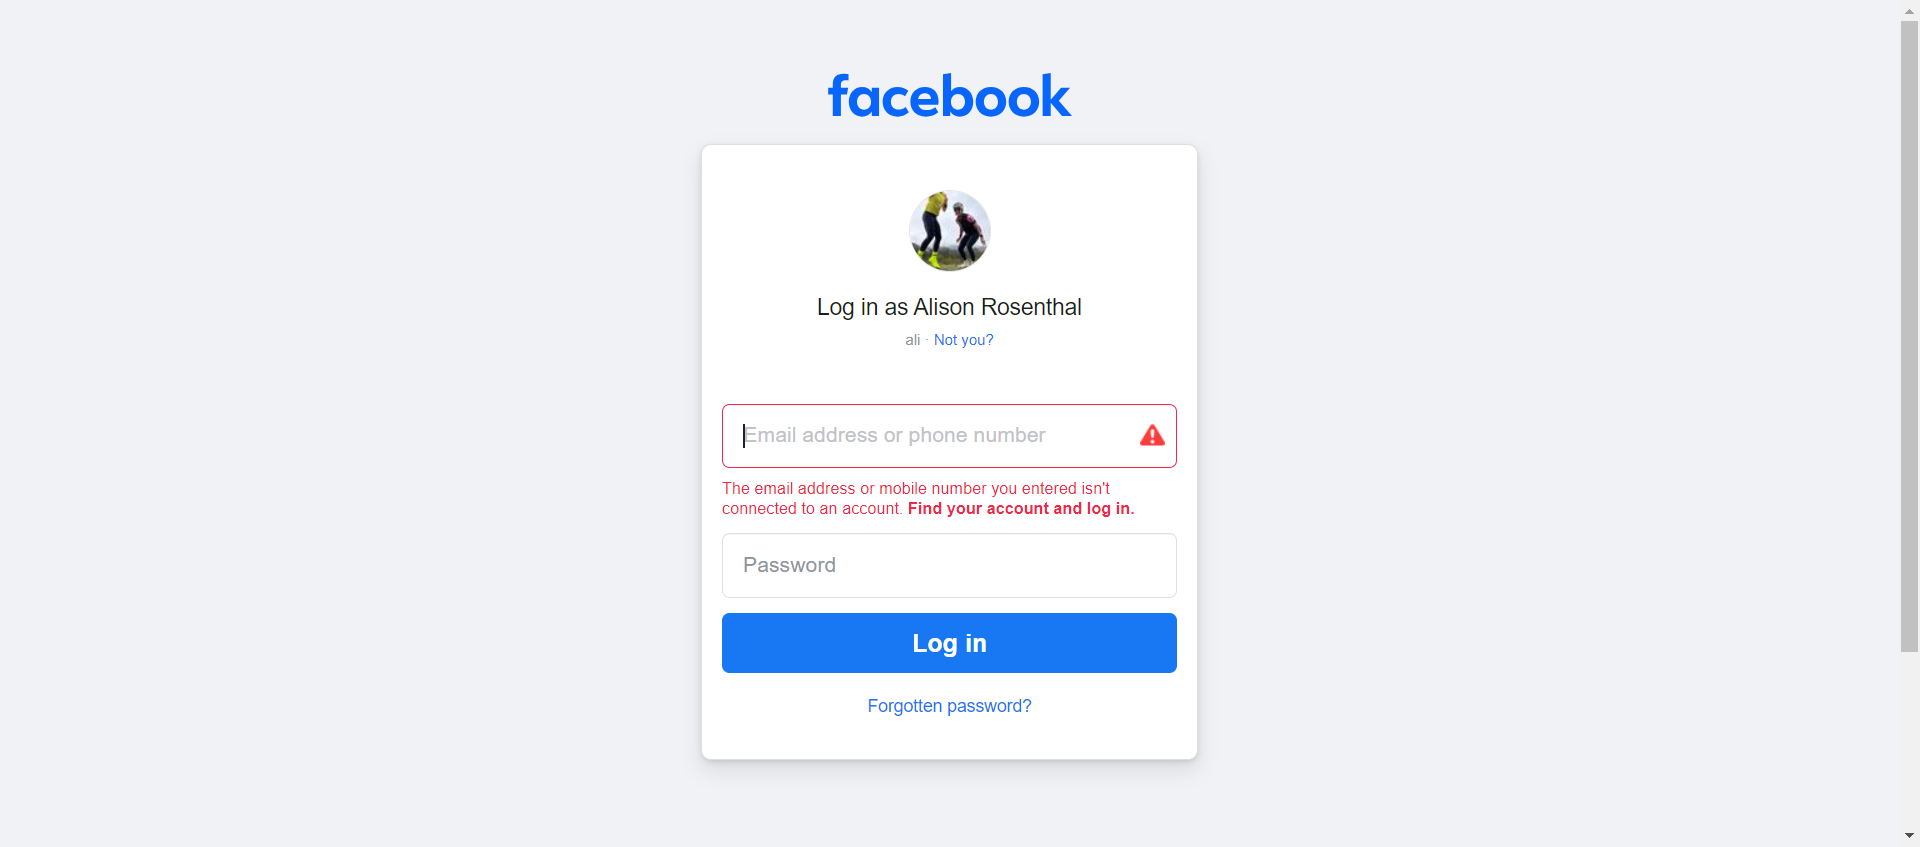 facebook
Log in as Alison Rosenthal
ali · Not you?
Email address or phone number
The email address or mobile number you entered isn't
connected to an account. Find your account and log in.
Password
Log in
Forgotten password?